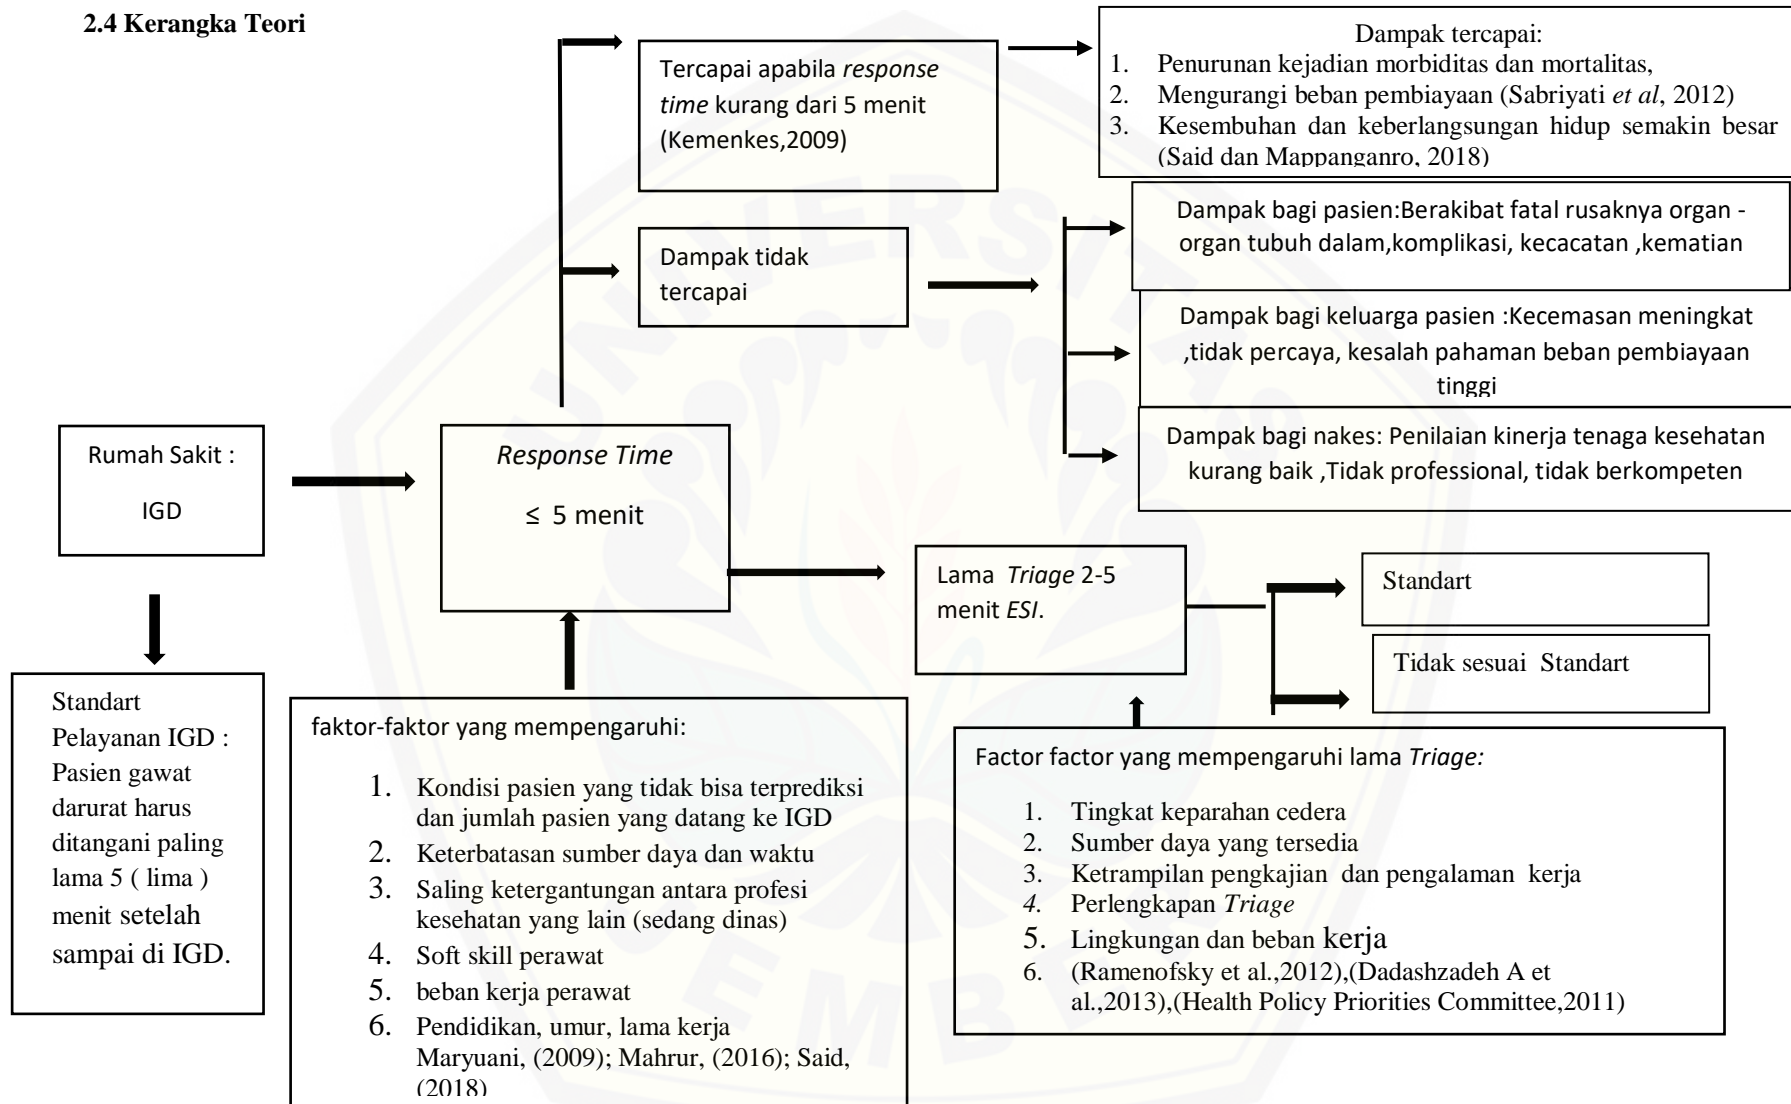 2.4 Kerangka Teori
Tercapai apabila response
time kurang dari 5 menit
(Kemenkes,2009)
Dampak tercapai:
1. Penurunan kejadian morbiditas dan mortalitas,
2. Mengurangi beban pembiayaan (Sabriyati et al, 2012)
3. Kesembuhan dan keberlangsungan hidup semakin besar
(Said dan Mappanganro, 2018)
Dampak tidak
tercapai
Dampak bagi pasien:Berakibat fatal rusaknya organ -
organ tubuh dalam,komplikasi, kecacatan ,kematian
Dampak bagi keluarga pasien :Kecemasan meningkat
,tidak percaya, kesalah pahaman beban pembiayaan
tinggi
Dampak bagi nakes: Penilaian kinerja tenaga kesehatan
kurang baik ,Tidak professional, tidak berkompeten
Rumah Sakit :
IGD
Response Time
≤ 5 menit
Lama Triage 2-5
menit ESI.
Standart
Tidak sesuai Standart
Standart
Pelayanan IGD :
Pasien gawat
darurat harus
ditangani paling
lama 5 ( lima )
menit setelah
sampai di IGD.
faktor-faktor yang mempengaruhi:
1. Kondisi pasien yang tidak bisa terprediksi
dan jumlah pasien yang datang ke IGD
2. Keterbatasan sumber daya dan waktu
3. Saling ketergantungan antara profesi
kesehatan yang lain (sedang dinas)
4. Soft skill perawat
5. beban kerja perawat
6. Pendidikan, umur, lama kerja
Maryuani, (2009); Mahrur, (2016); Said,
(2018)
Factor factor yang mempengaruhi lama Triage:
1. Tingkat keparahan cedera
2. Sumber daya yang tersedia
3. Ketrampilan pengkajian dan pengalaman kerja
4. Perlengkapan Triage
5. Lingkungan dan beban kerja
6. (Ramenofsky et al.,2012),(Dadashzadeh A et
al.,2013),(Health Policy Priorities Committee,2011)
UNIVERSITAS
JEMBER